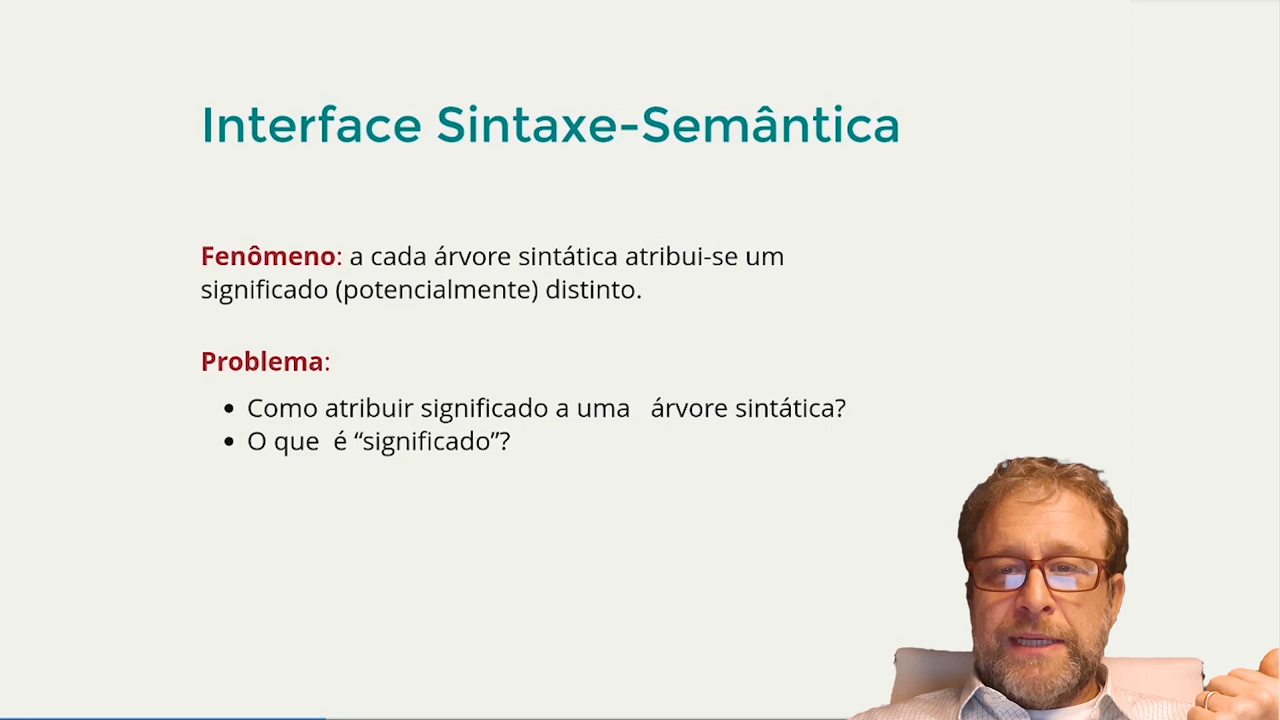 Interface Sintaxe-Semântica
Fenômeno: a cada árvore sintática atribui-se um
significado (potencialmente) distinto.
Problema:
• Como atribuir significado a uma árvore sintática?
• O que é “significado”?